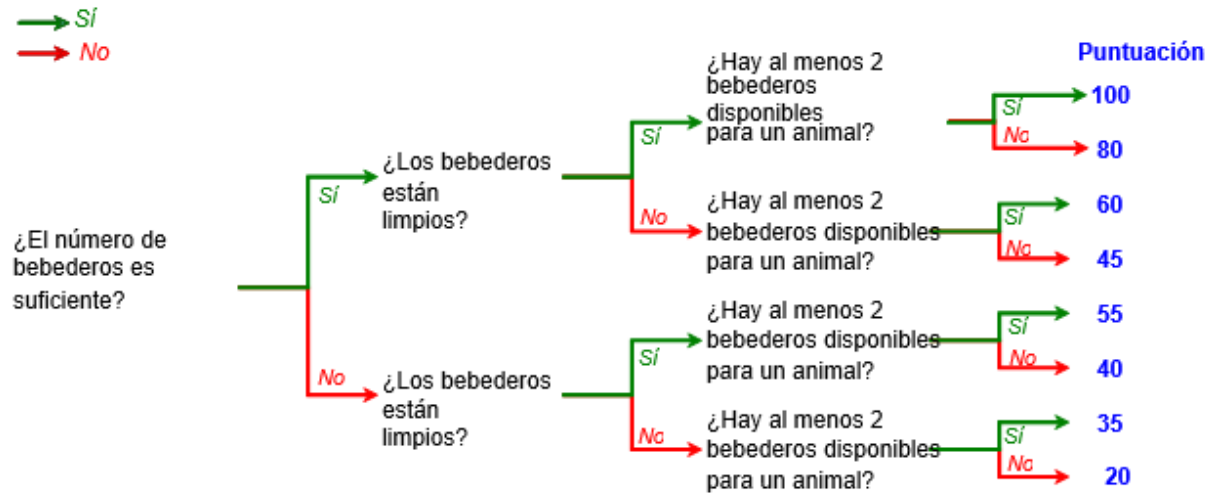 Sí
No
Puntuación
¿El número de
bebederos es
suficiente?
Sí
No
¿Los bebederos
están
limpios?
Sí
No
¿Hay al menos 2
bebederos
disponibles
para un animal?
Sí
100
No
80
¿Hay al menos 2
bebederos disponibles
para un animal?
Sí
60
No
45
¿Los bebederos
están
limpios?
Sí
No
¿Hay al menos 2
bebederos disponibles
para un animal?
Sí
55
No
40
¿Hay al menos 2
bebederos disponibles
para un animal?
Sí
35
No
20